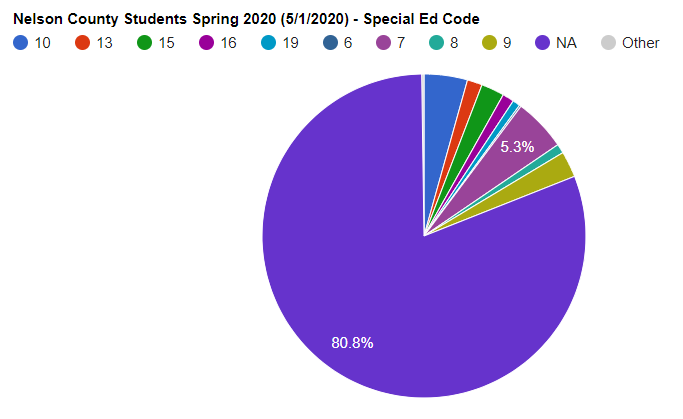 Nelson County Students Spring 2020 (5/1/2020) - Special Ed Code
10 13 15 16 19 6 7 8 9 NA Other
5.3%
80.8%